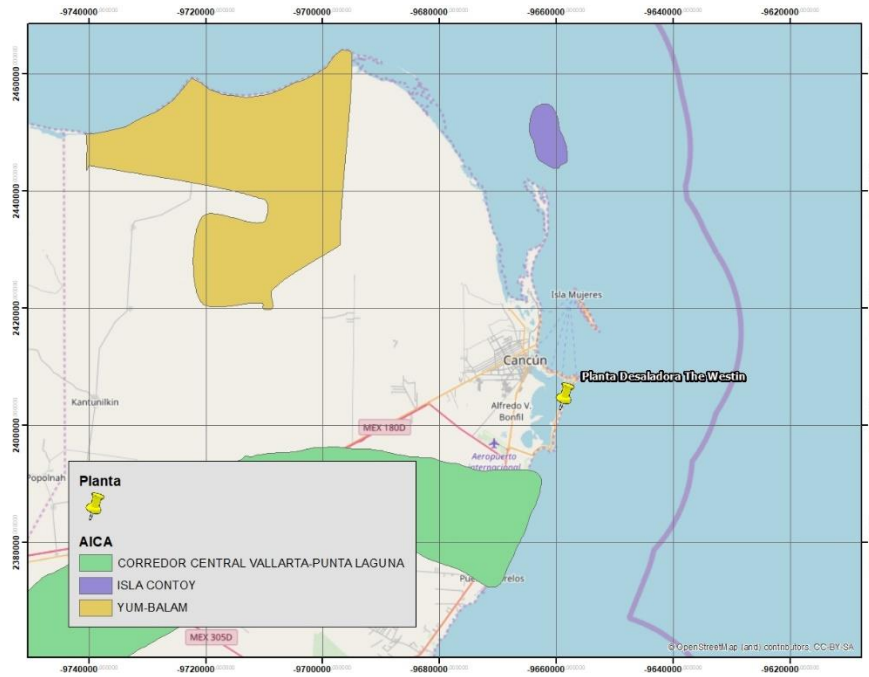 -9740000 -9720000 -9700000 -9680000 -9660000 -9640000 -9620000
2460000
2440000
2420000
2400000
2380000
Isla Mujeres
Cancún
Planta Desaladora The Westin
Kantunilkin
Alfredo V.
Bonfil
MEX 180D
Aeropuerto
internacional
Planta
AICA
CORREDOR CENTRAL VALLARTA-PUNTA LAGUNA
ISLA CONTOY
YUM-BALAM
MEX 305D
© OpenStreetMap (and) contributors, CC-BY-SA
-9740000 -9720000 -9700000 -9680000 -9660000 -9640000 -9620000